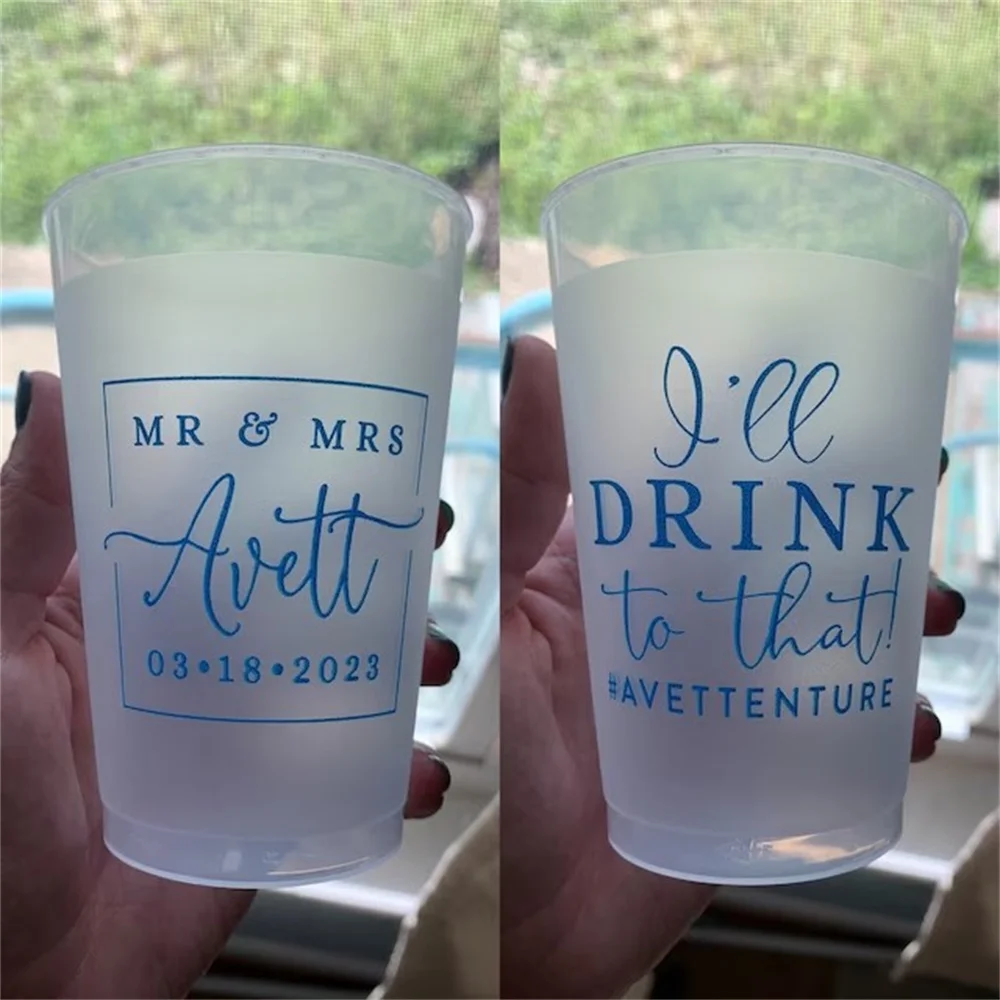 MR & MRS
Avett
03•18•2023
I'll
DRINK
to that!
#AVETTENTURE